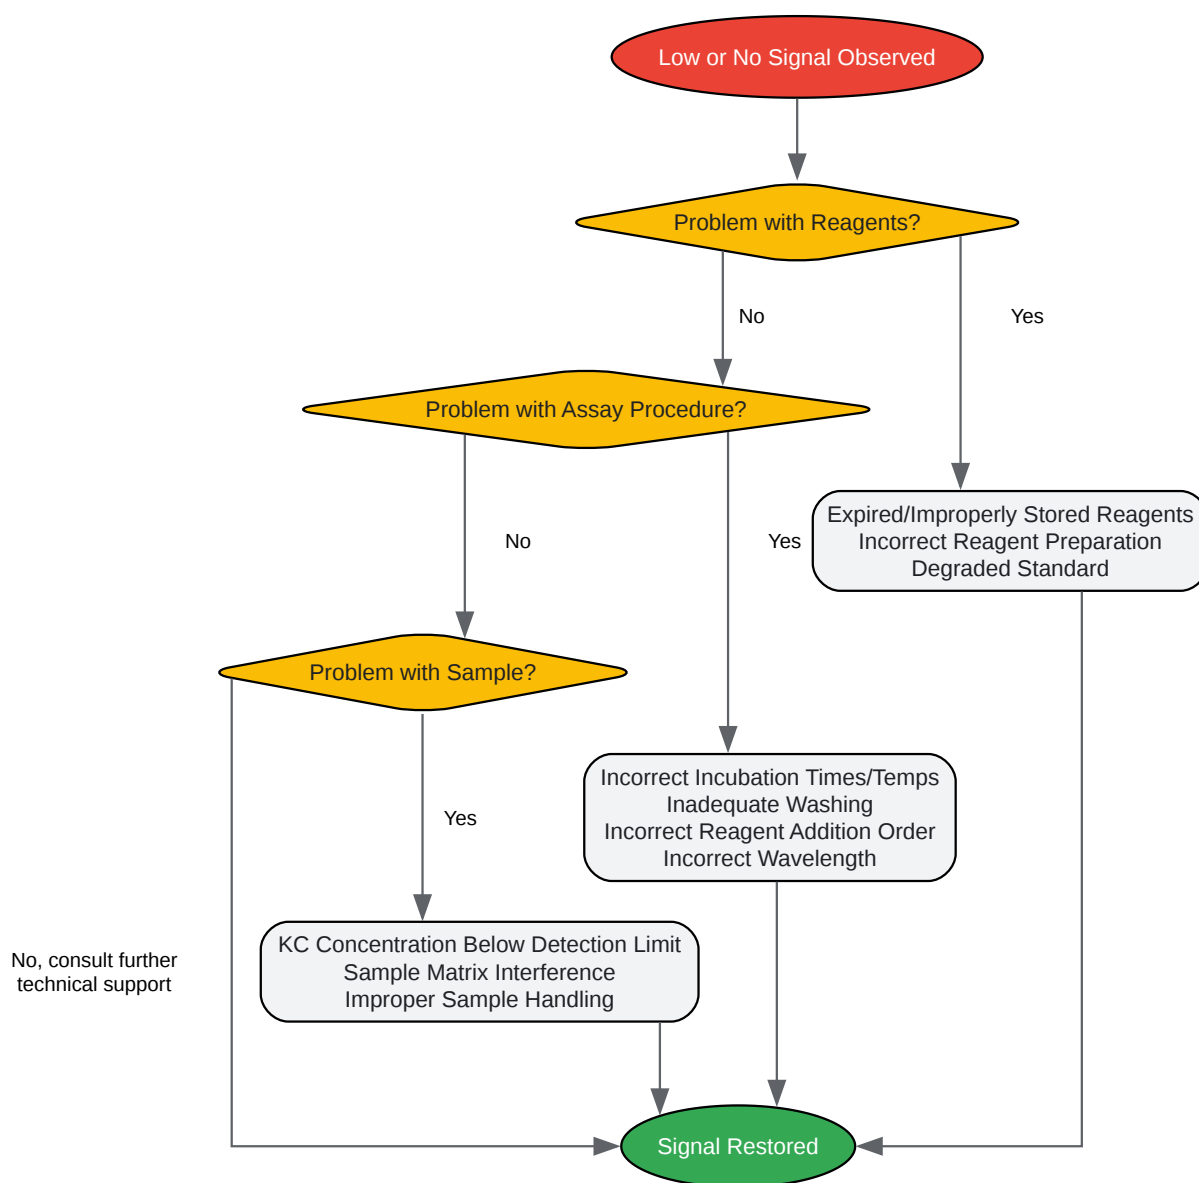 Low or No Signal Observed
Problem with Reagents?
No
Yes
Problem with Assay Procedure?
Expired/Improperly Stored Reagents
Incorrect Reagent Preparation
Degraded Standard
No
Yes
Problem with Sample?
Incorrect Incubation Times/Temps
Inadequate Washing
Incorrect Reagent Addition Order
Incorrect Wavelength
Yes
KC Concentration Below Detection Limit
Sample Matrix Interference
Improper Sample Handling
No, consult further
technical support
Signal Restored